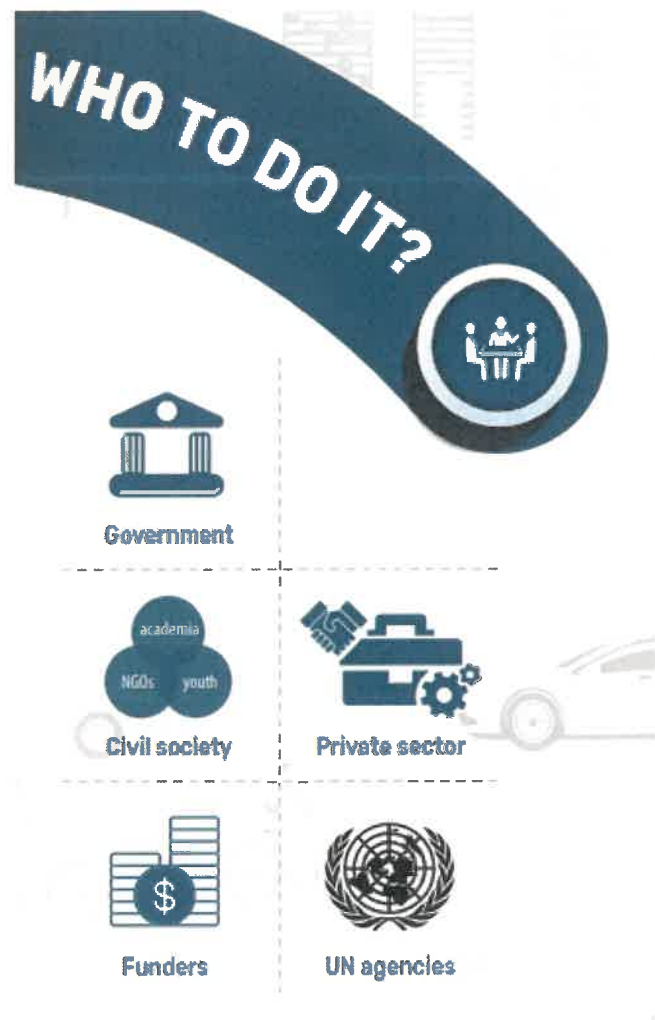 WHO TO DO IT?
Government
academia
NGOs youth
Civil society
Private sector
$
Funders
UN agencies